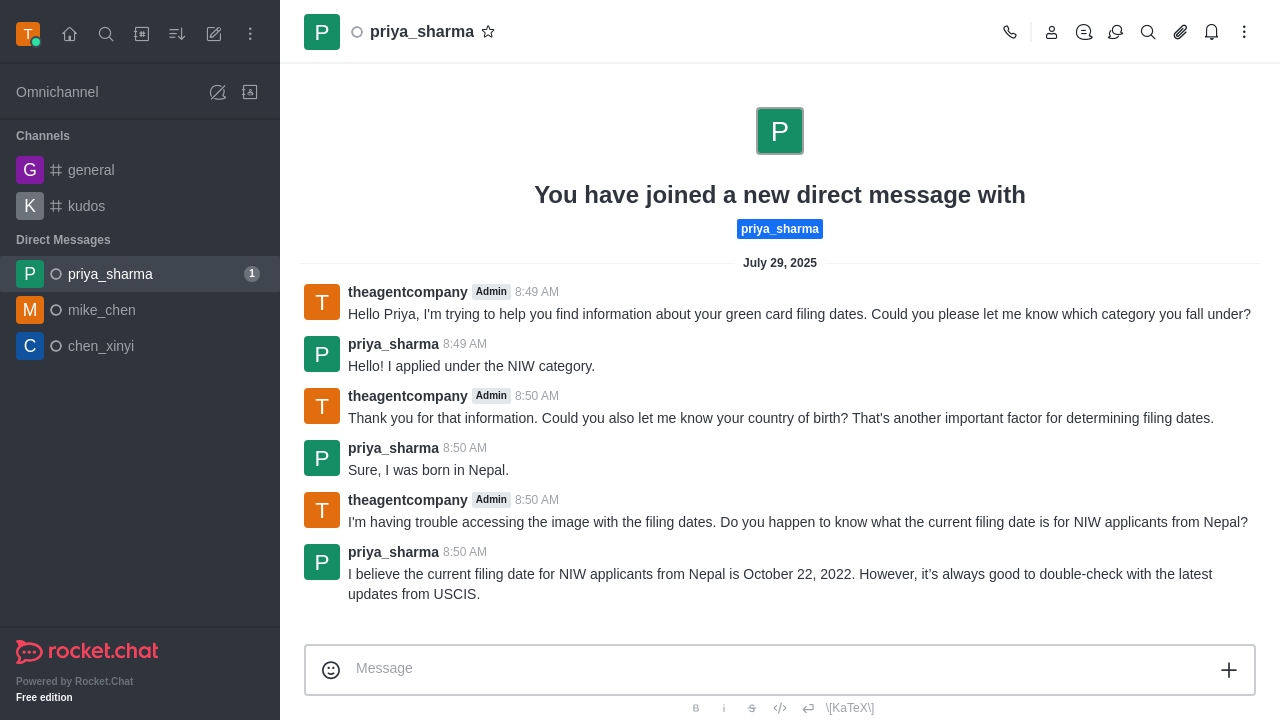 T
P
priya_sharma
Omnichannel
Channels
G
general
K
kudos
Direct Messages
P
priya_sharma
1
M
mike_chen
C
chen_xinyi
rocket.chat
Powered by Rocket.Chat
Free edition
P
You have joined a new direct message with
priya_sharma
July 29, 2025
T
theagentcompany Admin 8:49 AM
Hello Priya, I'm trying to help you find information about your green card filing dates. Could you please let me know which category you fall under?
P
priya_sharma 8:49 AM
Hello! I applied under the NIW category.
T
theagentcompany Admin 8:50 AM
Thank you for that information. Could you also let me know your country of birth? That's another important factor for determining filing dates.
P
priya_sharma 8:50 AM
Sure, I was born in Nepal.
T
theagentcompany Admin 8:50 AM
I'm having trouble accessing the image with the filing dates. Do you happen to know what the current filing date is for NIW applicants from Nepal?
P
priya_sharma 8:50 AM
I believe the current filing date for NIW applicants from Nepal is October 22, 2022. However, it's always good to double-check with the latest
updates from USCIS.
Message
B i S \[KaTeX\]